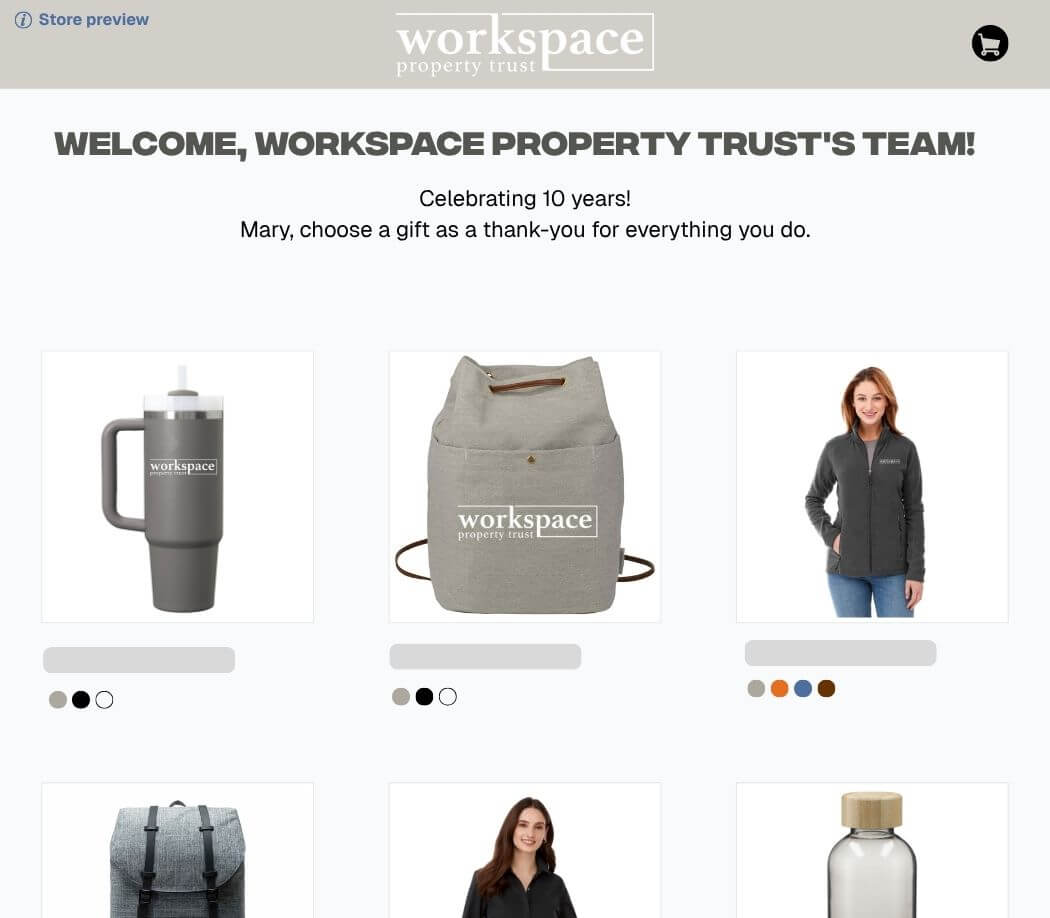 Store preview
workspace
property trust
WELCOME, WORKSPACE PROPERTY TRUST'S TEAM!
Celebrating 10 years!
Mary, choose a gift as a thank-you for everything you do.
workspace
property trust
workspace
property trust